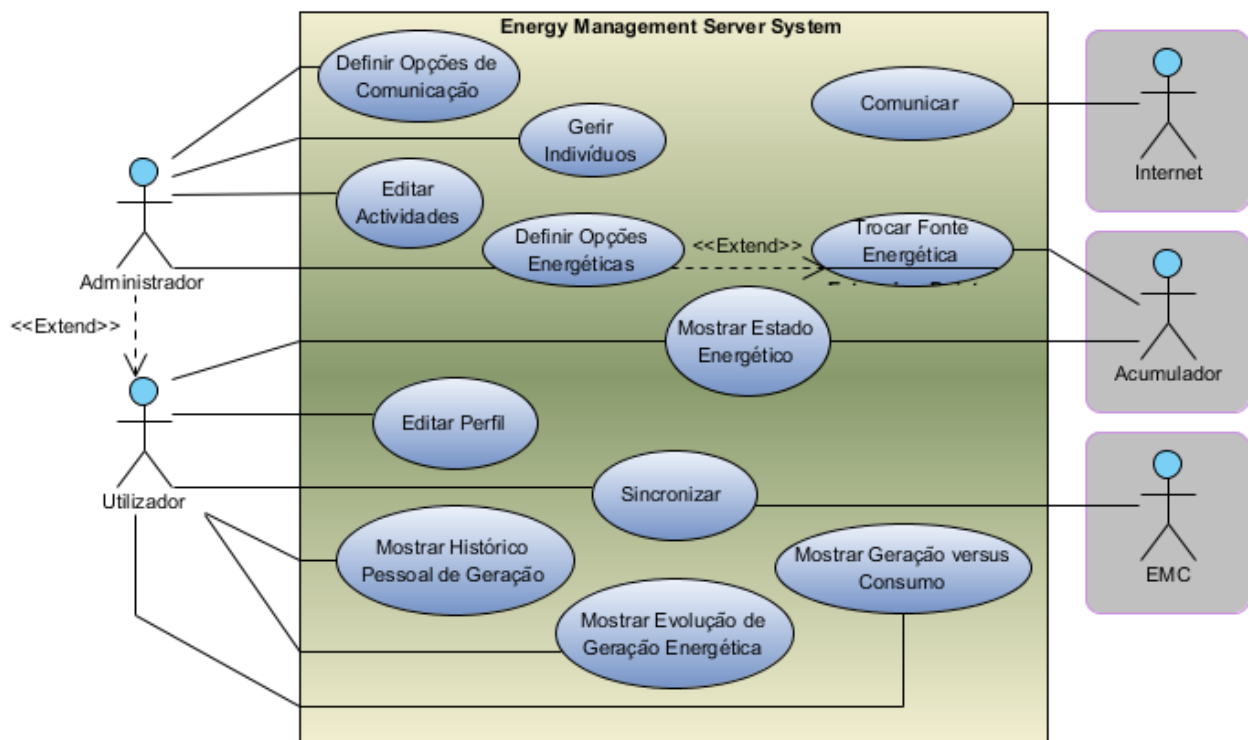 Energy Management Server System
Definir Opções de
Comunicação
Comunicar
Gerir
Indivíduos
Internet
Editar
Actividades
Definir Opções
Energéticas
<<Extend>>
Trocar Fonte
Energética
Administrador
<<Extend>>
Mostrar Estado
Energético
Acumulador
Editar Perfil
Utilizador
Sincronizar
EMC
Mostrar Histórico
Pessoal de Geração
Mostrar Geração versus
Consumo
Mostrar Evolução de
Geração Energética